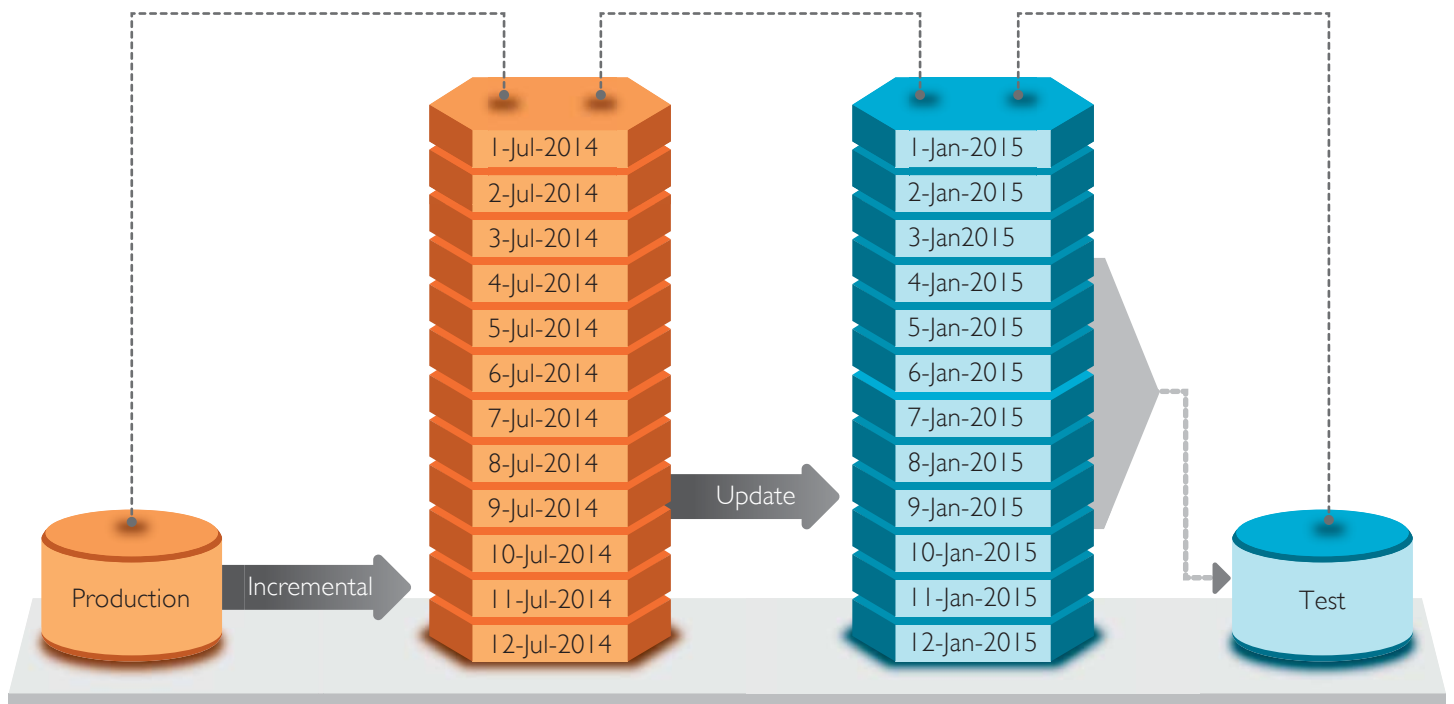 1-Jul-2014
2-Jul-2014
3-Jul-2014
4-Jul-2014
5-Jul-2014
6-Jul-2014
7-Jul-2014
8-Jul-2014
9-Jul-2014
10-Jul-2014
11-Jul-2014
12-Jul-2014
1-Jan-2015
2-Jan-2015
3-Jan2015
4-Jan-2015
5-Jan-2015
6-Jan-2015
7-Jan-2015
8-Jan-2015
9-Jan-2015
10-Jan-2015
11-Jan-2015
12-Jan-2015
Production
Incremental
Update
Test